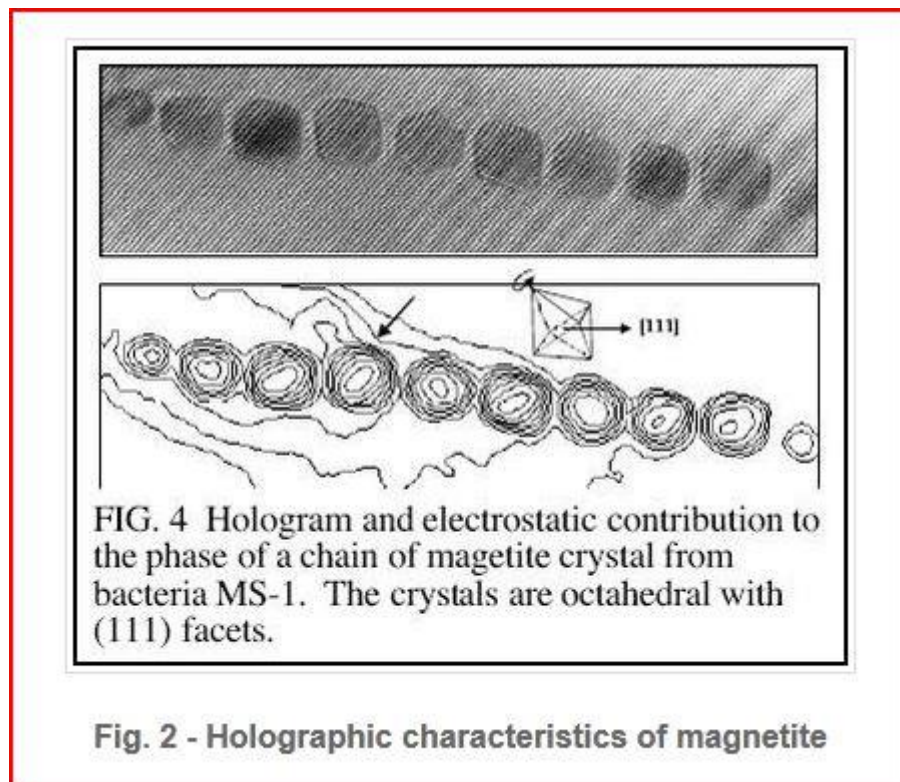 [111]
FIG. 4 Hologram and electrostatic contribution to
the phase of a chain of magetite crystal from
bacteria MS-1. The crystals are octahedral with
(111) facets.
Fig. 2 - Holographic characteristics of magnetite